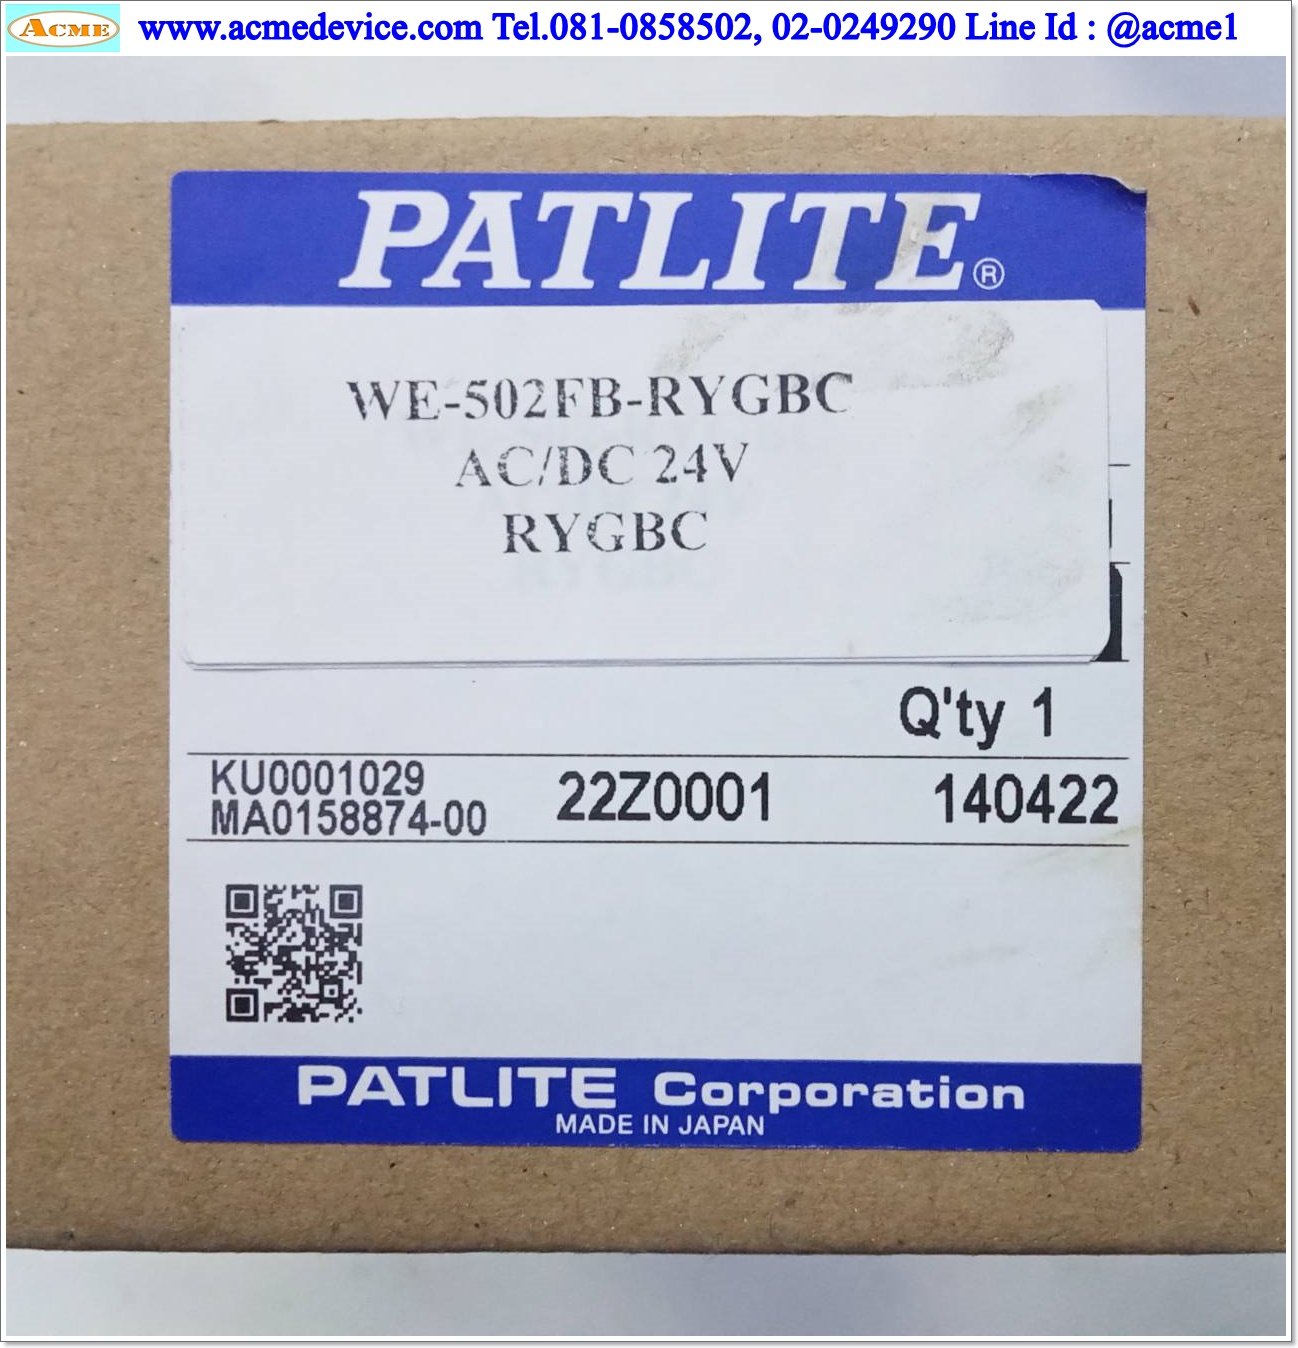 ACME
www.acmedevice.com Tel.081-0858502, 02-0249290 Line Id : @acme1
PATLITE®
WE-502FB-RYGBC
AC/DC 24V
RYGBC
Q'ty 1
KU0001029
MA0158874-00
22Z0001
140422
PATLITE Corporation
MADE IN JAPAN